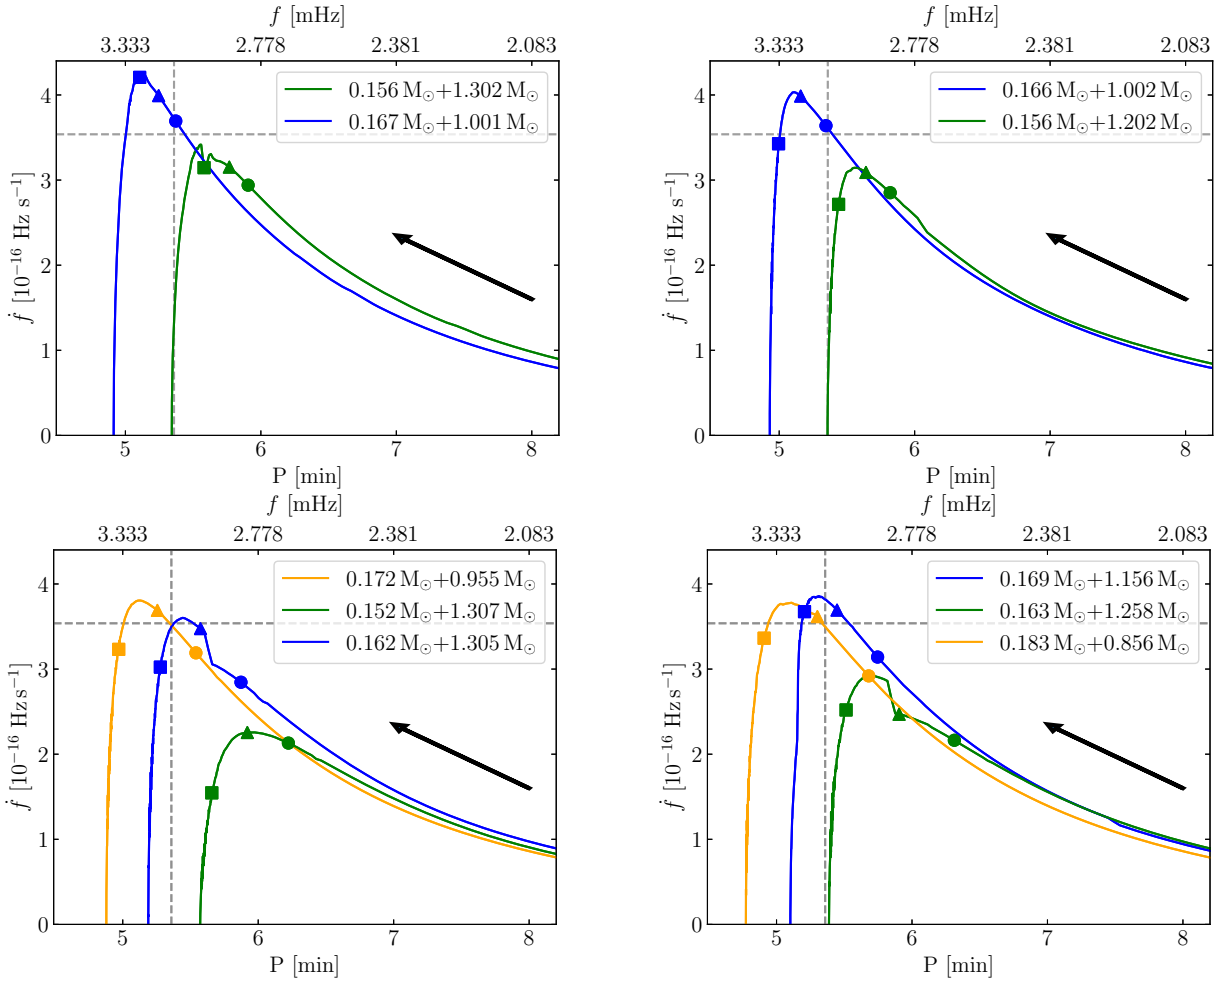 f [mHz]
3.333 2.778 2.381 2.083
0.156 M⊙+1.302 M⊙
0.167 M⊙+1.001 M⊙
ḟ [10⁻¹⁶ Hz s⁻¹]
4
3
2
1
0
5 6 7 8
P [min]
f [mHz]
3.333 2.778 2.381 2.083
0.166 M⊙+1.002 M⊙
0.156 M⊙+1.202 M⊙
ḟ [10⁻¹⁶ Hz s⁻¹]
4
3
2
1
0
5 6 7 8
P [min]
f [mHz]
3.333 2.778 2.381 2.083
0.172 M⊙+0.955 M⊙
0.152 M⊙+1.307 M⊙
0.162 M⊙+1.305 M⊙
ḟ [10⁻¹⁶ Hzs⁻¹]
4
3
2
1
0
5 6 7 8
P [min]
f [mHz]
3.333 2.778 2.381 2.083
0.169 M⊙+1.156 M⊙
0.163 M⊙+1.258 M⊙
0.183 M⊙+0.856 M⊙
ḟ [10⁻¹⁶ Hzs⁻¹]
4
3
2
1
0
5 6 7 8
P [min]